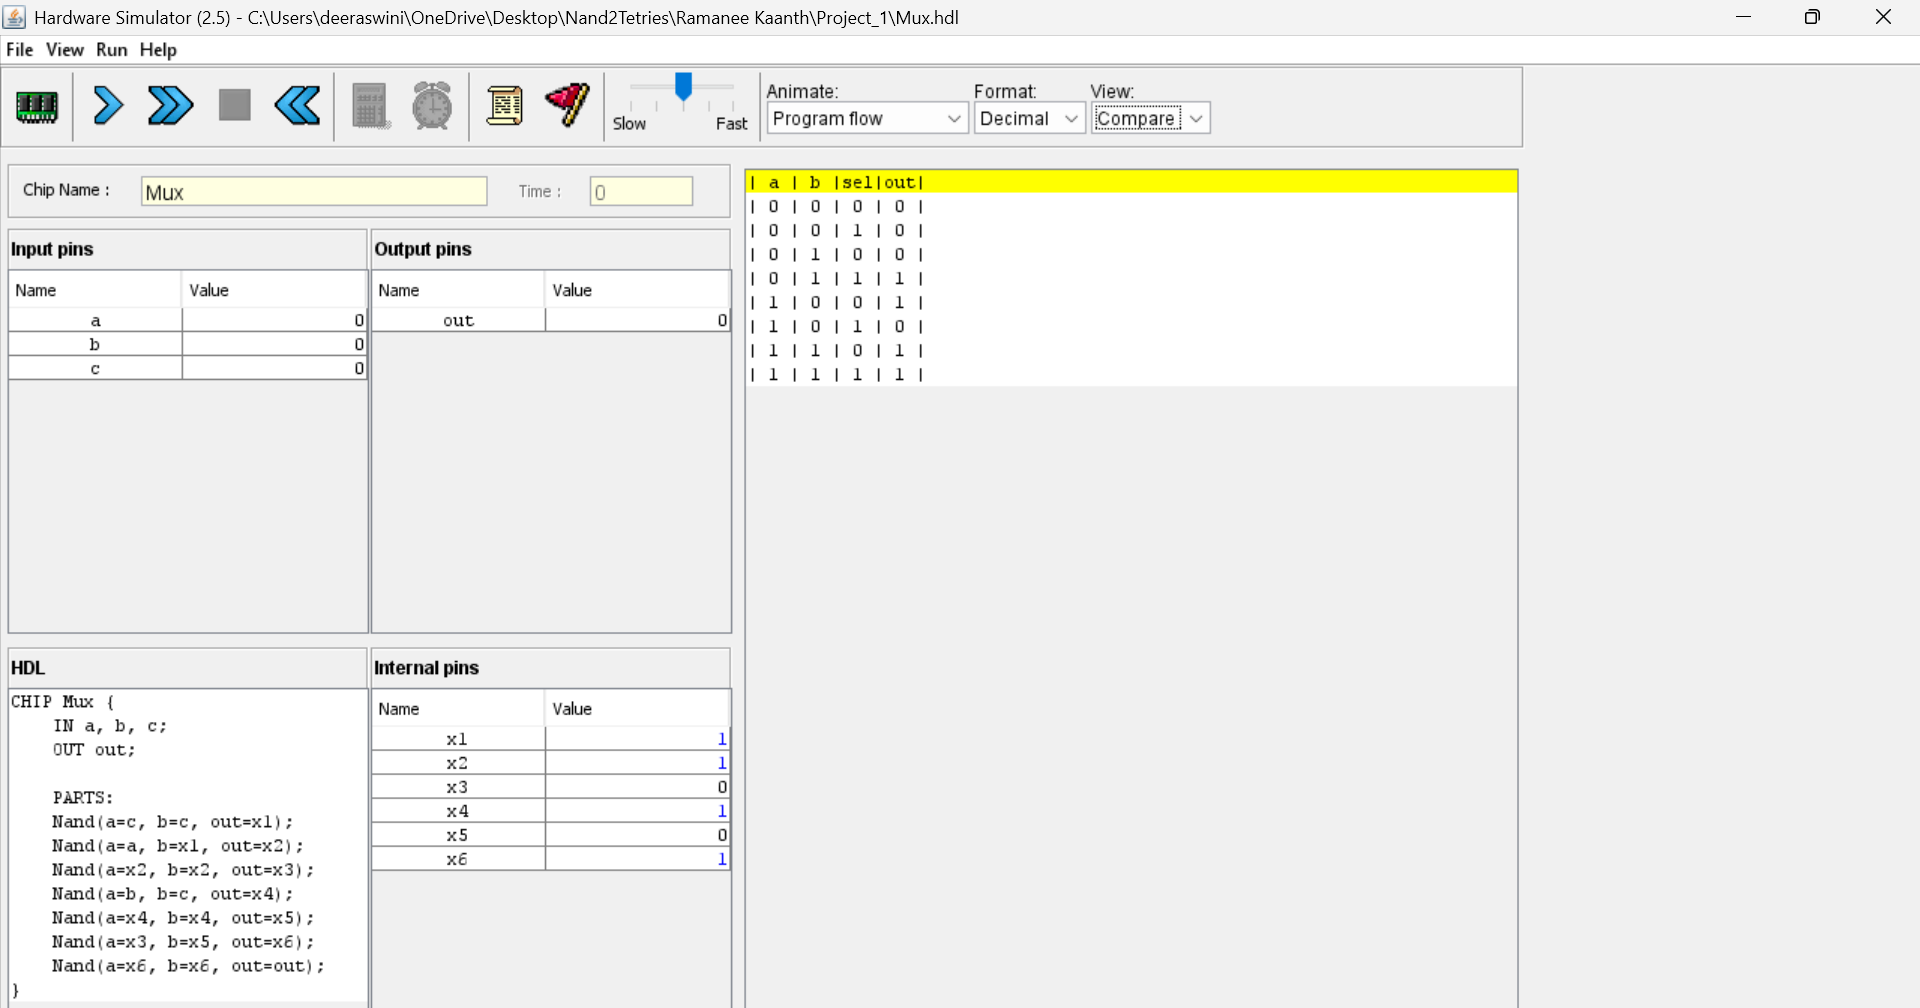 Hardware Simulator (2.5) - C:\Users\deeraswini\OneDrive\Desktop\Nand2Tetries\Ramanee Kaanth\Project_1\Mux.hdl
File View Run Help
Slow Fast
Animate:
Program flow
Format:
Decimal
View:
Compare
Chip Name :
Mux
Time :
0
Input pins
Name Value
a 0
b 0
c 0
Output pins
Name Value
out 0
HDL
CHIP Mux {
IN a, b, c;
OUT out;
PARTS:
Nand(a=c, b=c, out=x1);
Nand(a=a, b=x1, out=x2);
Nand(a=x2, b=x2, out=x3);
Nand(a=b, b=c, out=x4);
Nand(a=x4, b=x4, out=x5);
Nand(a=x3, b=x5, out=x6);
Nand(a=x6, b=x6, out=out);
}
Internal pins
Name Value
x1 1
x2 1
x3 0
x4 1
x5 0
x6 1
| a | b |sel|out|
| 0 | 0 | 0 | 0 |
| 0 | 0 | 1 | 0 |
| 0 | 1 | 0 | 0 |
| 0 | 1 | 1 | 1 |
| 1 | 0 | 0 | 1 |
| 1 | 0 | 1 | 0 |
| 1 | 1 | 0 | 1 |
| 1 | 1 | 1 | 1 |